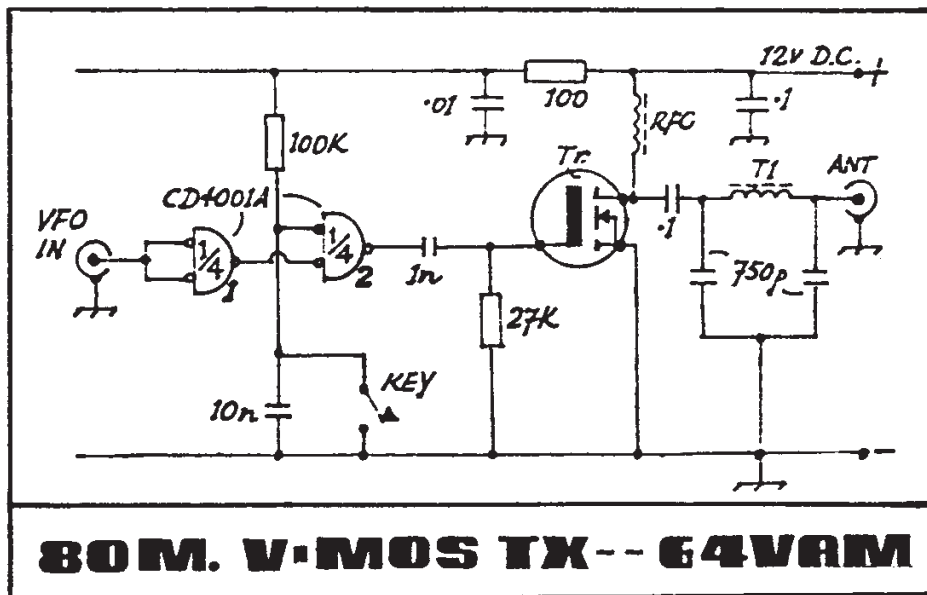 12v D.C. +
.01
100
.1
RFC
100K
Tr.
T1
ANT
CD4001A
VFO
IN
1/4
1
1/4
2
1n
.1
750p
27K
KEY
10n
-
80M. V-MOS TX-- G4VAM